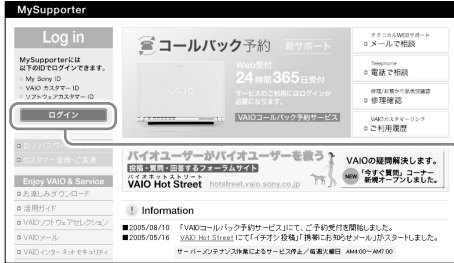 MySupporter
Log in
MySupporterには
以下のIDでログインできます。
My Sony ID
VAIO カスタマー ID
ソフトウェアカスタマー ID
ログイン
ID / パスワード
カスタマー登録・ご変更
Enjoy VAIO & Service
お楽しみダウンロード
活用ガイド
VAIOソフトウェアセレクション
VAIOメール
VAIOインターネットセキュリティ
コールバック予約 新サポート
Web受付
24時間365日受付
サービスのご利用にはログインが
必要になります。
VAIOコールバック予約サービス
VAIO
テクニカルWEBサポート
メールで相談
Telephone
電話で相談
修理/お預かり品状況確認
修理確認
VAIOカスタマーリンク
ご利用履歴
バイオユーザーがバイオユーザーを救う?
投稿・質問・回答するフォーラムサイト
バイオホットストリート
VAIO Hot Street hotstreet.vaio.sony.co.jp
VAIOの疑問解決します。
NEW 「今すぐ質問」コーナー
新規オープンしました。
Information
■2005/08/10 「VAIOコールバック予約サービス」にて、ご予約受付を開始しました。
■2005/05/16 VAIO Hot Street にて「イチオシ投稿」「携帯にお知らせメール」がスタートしました。
サーバーメンテナンス作業によるサービス停止/毎週火曜日 AM4:00〜AM7:00